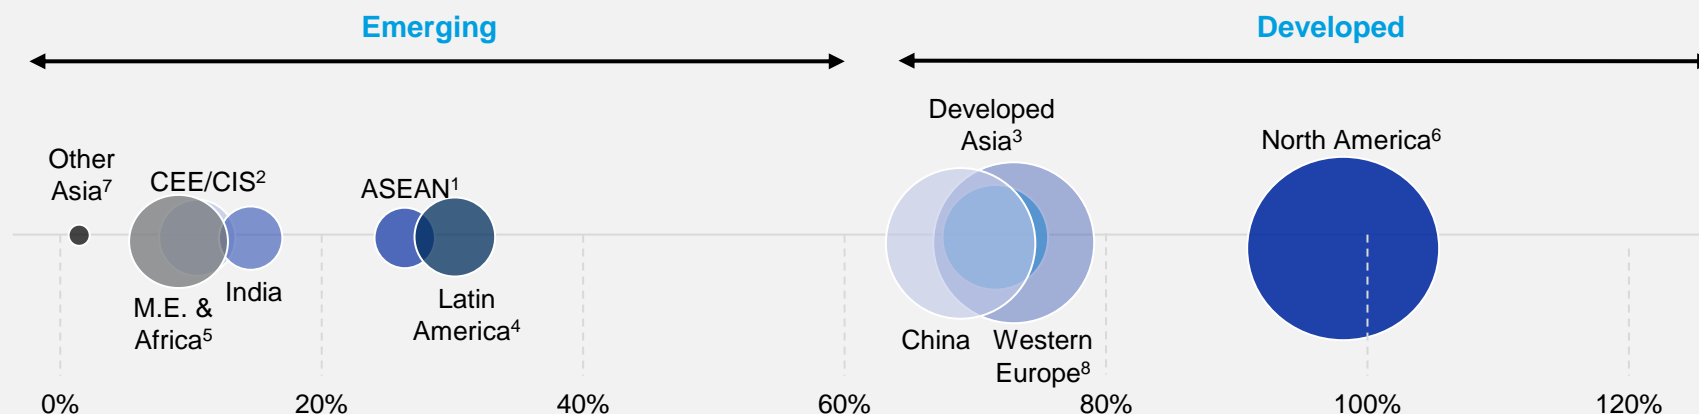 Emerging
Developed
Other
Asia7
CEE/CIS2
ASEAN1
Developed
Asia3
North America6
M.E. &
Africa5
India
Latin
America4
China
Western
Europe8
0%
20%
40%
60%
80%
100%
120%